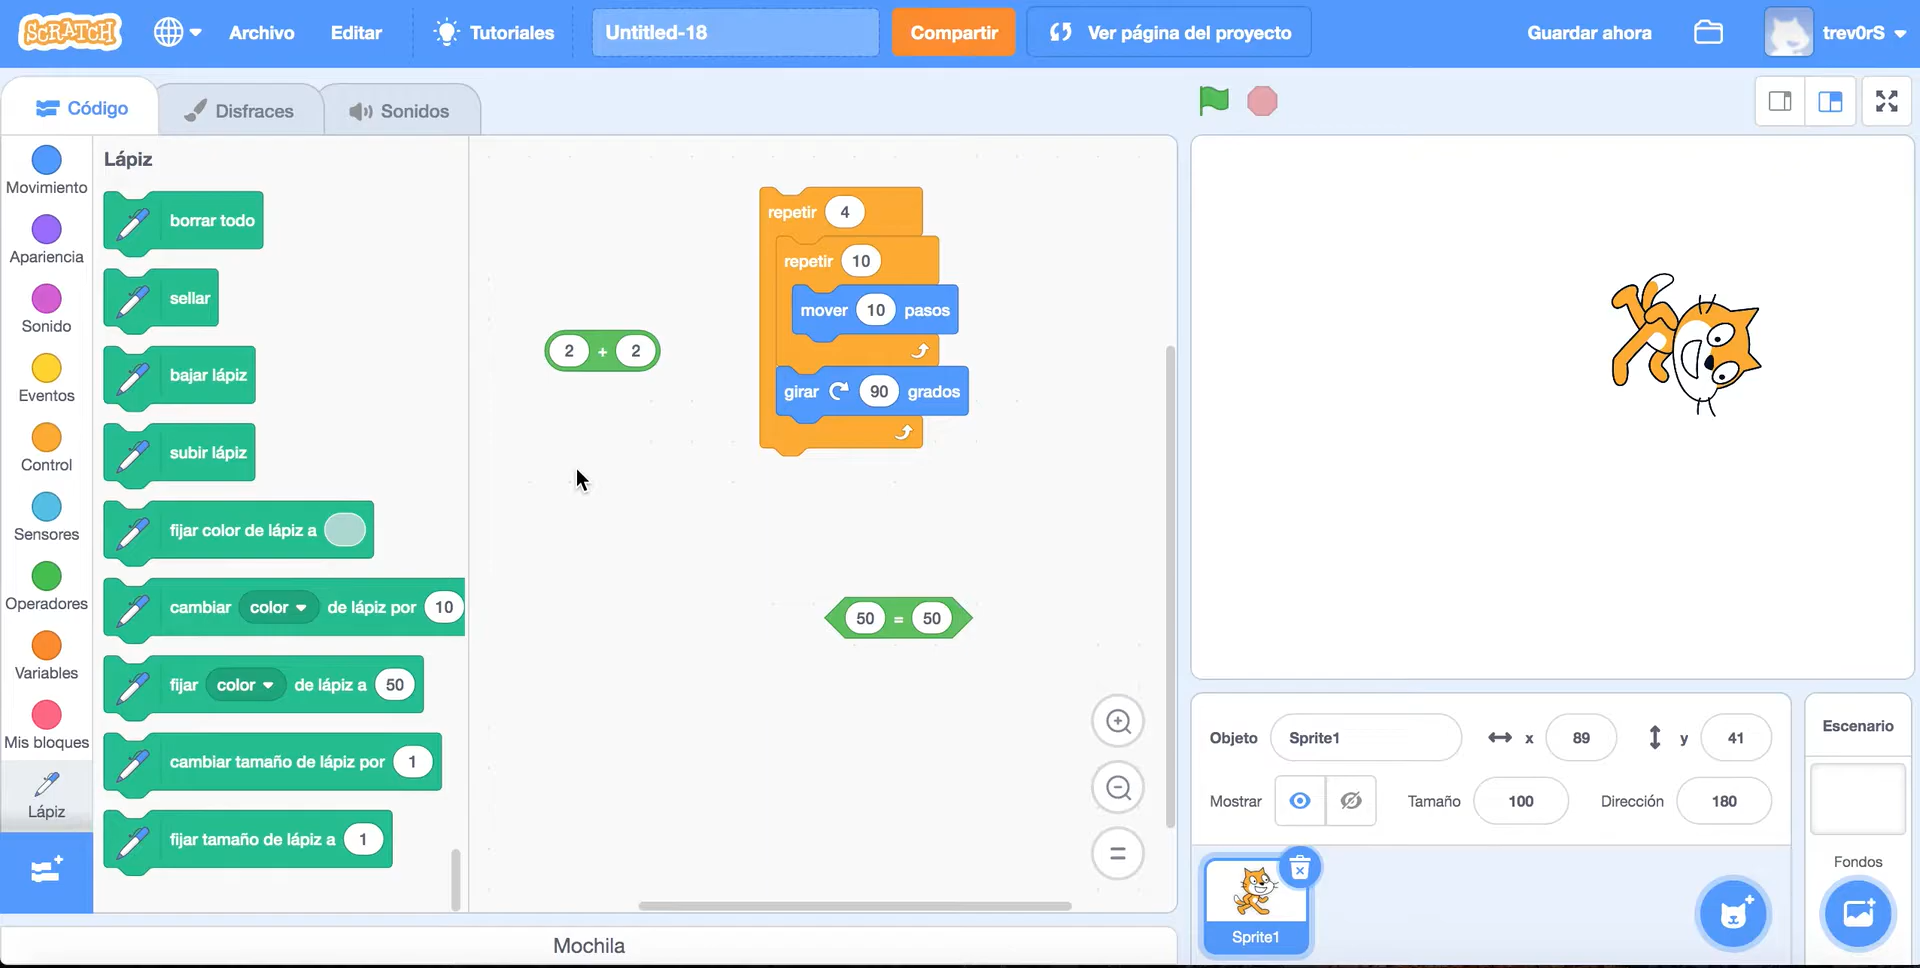 SCRATCH
Archivo
Editar
Tutoriales
Untitled-18
Compartir
Ver página del proyecto
Guardar ahora
trev0rS
Código
Disfraces
Sonidos
Movimiento
Apariencia
Sonido
Eventos
Control
Sensores
Operadores
Variables
Mis bloques
Lápiz
Lápiz
borrar todo
sellar
bajar lápiz
subir lápiz
fijar color de lápiz a
cambiar color de lápiz por 10
fijar color de lápiz a 50
cambiar tamaño de lápiz por 1
fijar tamaño de lápiz a 1
2 + 2
repetir 4
repetir 10
mover 10 pasos
girar 90 grados
50 = 50
Mochila
Objeto Sprite1 x 89 y 41
Mostrar Tamaño 100 Dirección 180
Sprite1
Escenario
Fondos